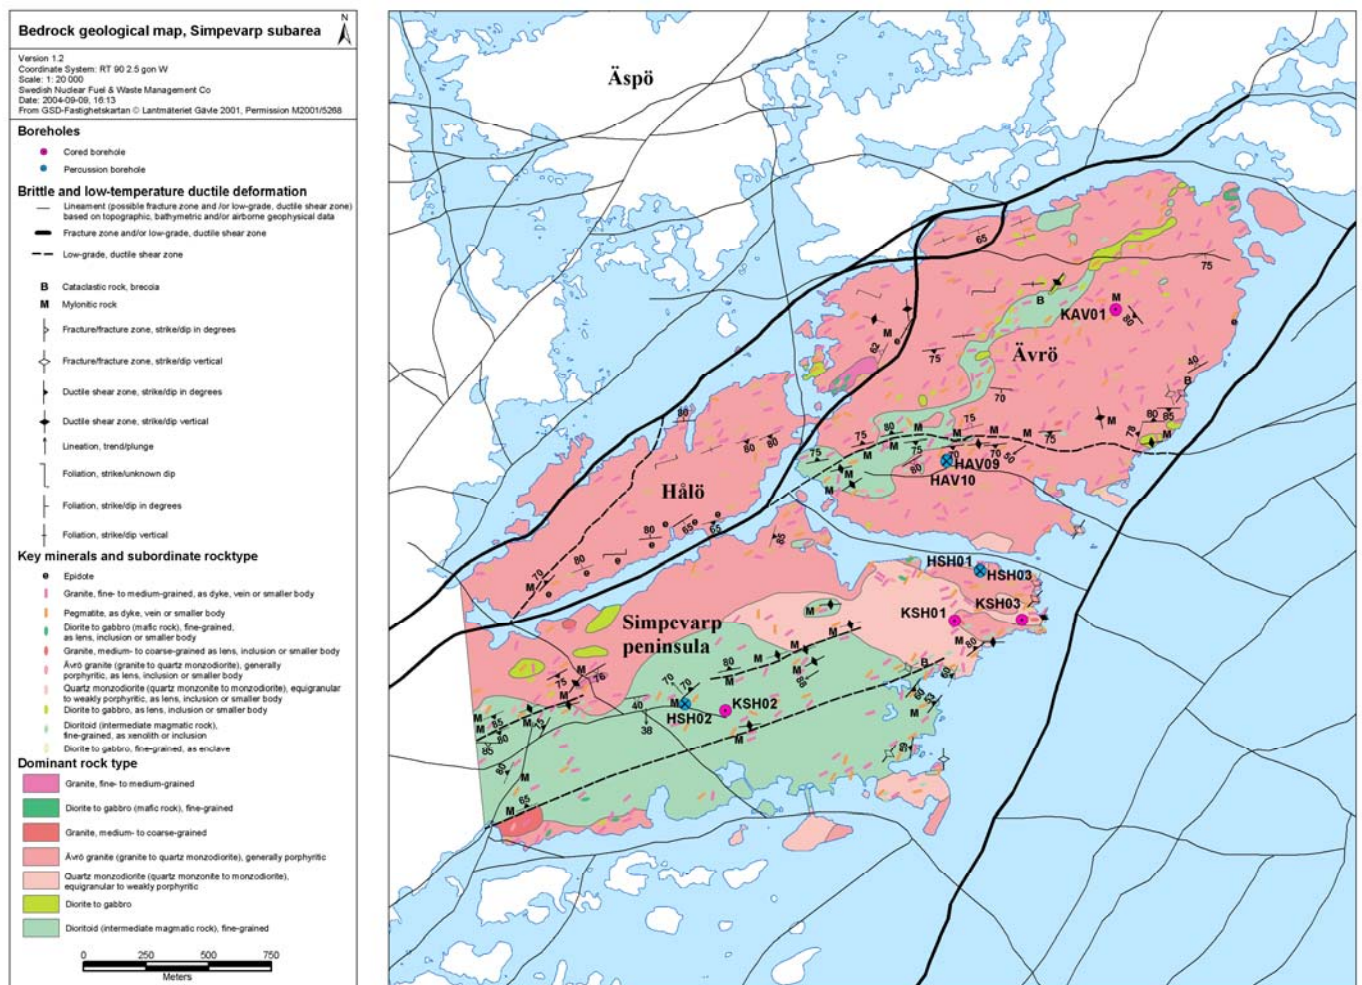 Bedrock geological map, Simpevarp subarea
N
Version 1.2
Coordinate System: RT 90 2.5 gon W
Scale: 1: 20 000
Swedish Nuclear Fuel & Waste Management Co
Date: 2004-09-09, 16:13
From GSD-Fastighetskartan © Lantmäteriet Gävle 2001, Permission M2001/5268
Boreholes
Cored borehole
Percussion borehole
Brittle and low-temperature ductile deformation
Lineament (possible fracture zone and /or low-grade, ductile shear zone)
based on topographic, bathymetric and/or airborne geophysical data
Fracture zone and/or low-grade, ductile shear zone
Low-grade, ductile shear zone
B Cataclastic rock, breccia
M Mylonitic rock
Fracture/fracture zone, strike/dip in degrees
Fracture/fracture zone, strike/dip vertical
Ductile shear zone, strike/dip in degrees
Ductile shear zone, strike/dip vertical
Lineation, trend/plunge
Foliation, strike/unknown dip
Foliation, strike/dip in degrees
Foliation, strike/dip vertical
Key minerals and subordinate rocktype
e Epidote
Granite, fine- to medium-grained, as dyke, vein or smaller body
Pegmatite, as dyke, vein or smaller body
Diorite to gabbro (mafic rock), fine-grained,
as lens, inclusion or smaller body
Granite, medium- to coarse-grained as lens, inclusion or smaller body
Ävrö granite (granite to quartz monzodiorite), generally
porphyritic, as lens, inclusion or smaller body
Quartz monzodiorite (quartz monzonite to monzodiorite), equigranular
to weakly porphyritic, as lens, inclusion or smaller body
Diorite to gabbro, as lens, inclusion or smaller body
Dioritoid (intermediate magmatic rock),
fine-grained, as xenolith or inclusion
Diorite to gabbro, fine-grained, as enclave
Dominant rock type
Granite, fine- to medium-grained
Diorite to gabbro (mafic rock), fine-grained
Granite, medium- to coarse-grained
Ävrö granite (granite to quartz monzodiorite), generally porphyritic
Quartz monzodiorite (quartz monzonite to monzodiorite),
equigranular to weakly porphyritic
Diorite to gabbro
Dioritoid (intermediate magmatic rock), fine-grained
0 250 500 750
Meters
Äspö
65
75
B
M
KAV01
80
M
62
75
Ävrö
40
B
70
80
75
M
80
85
78
M
Hålö
HAV09
HAV10
HSH01
HSH03
KSH01
KSH03
Simpevarp
peninsula
HSH02
KSH02
40
38